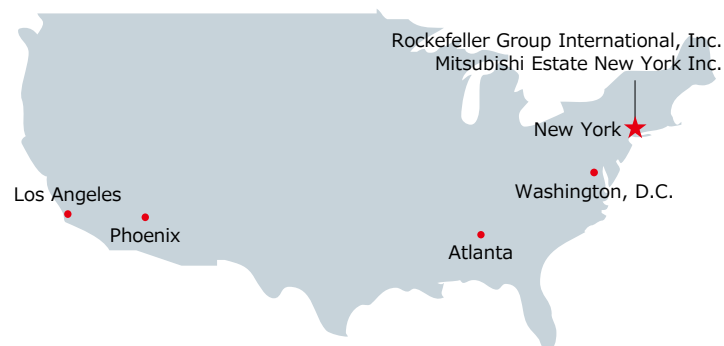 Rockefeller Group International, Inc.
Mitsubishi Estate New York Inc.
New York
Washington, D.C.
Los Angeles
Phoenix
Atlanta